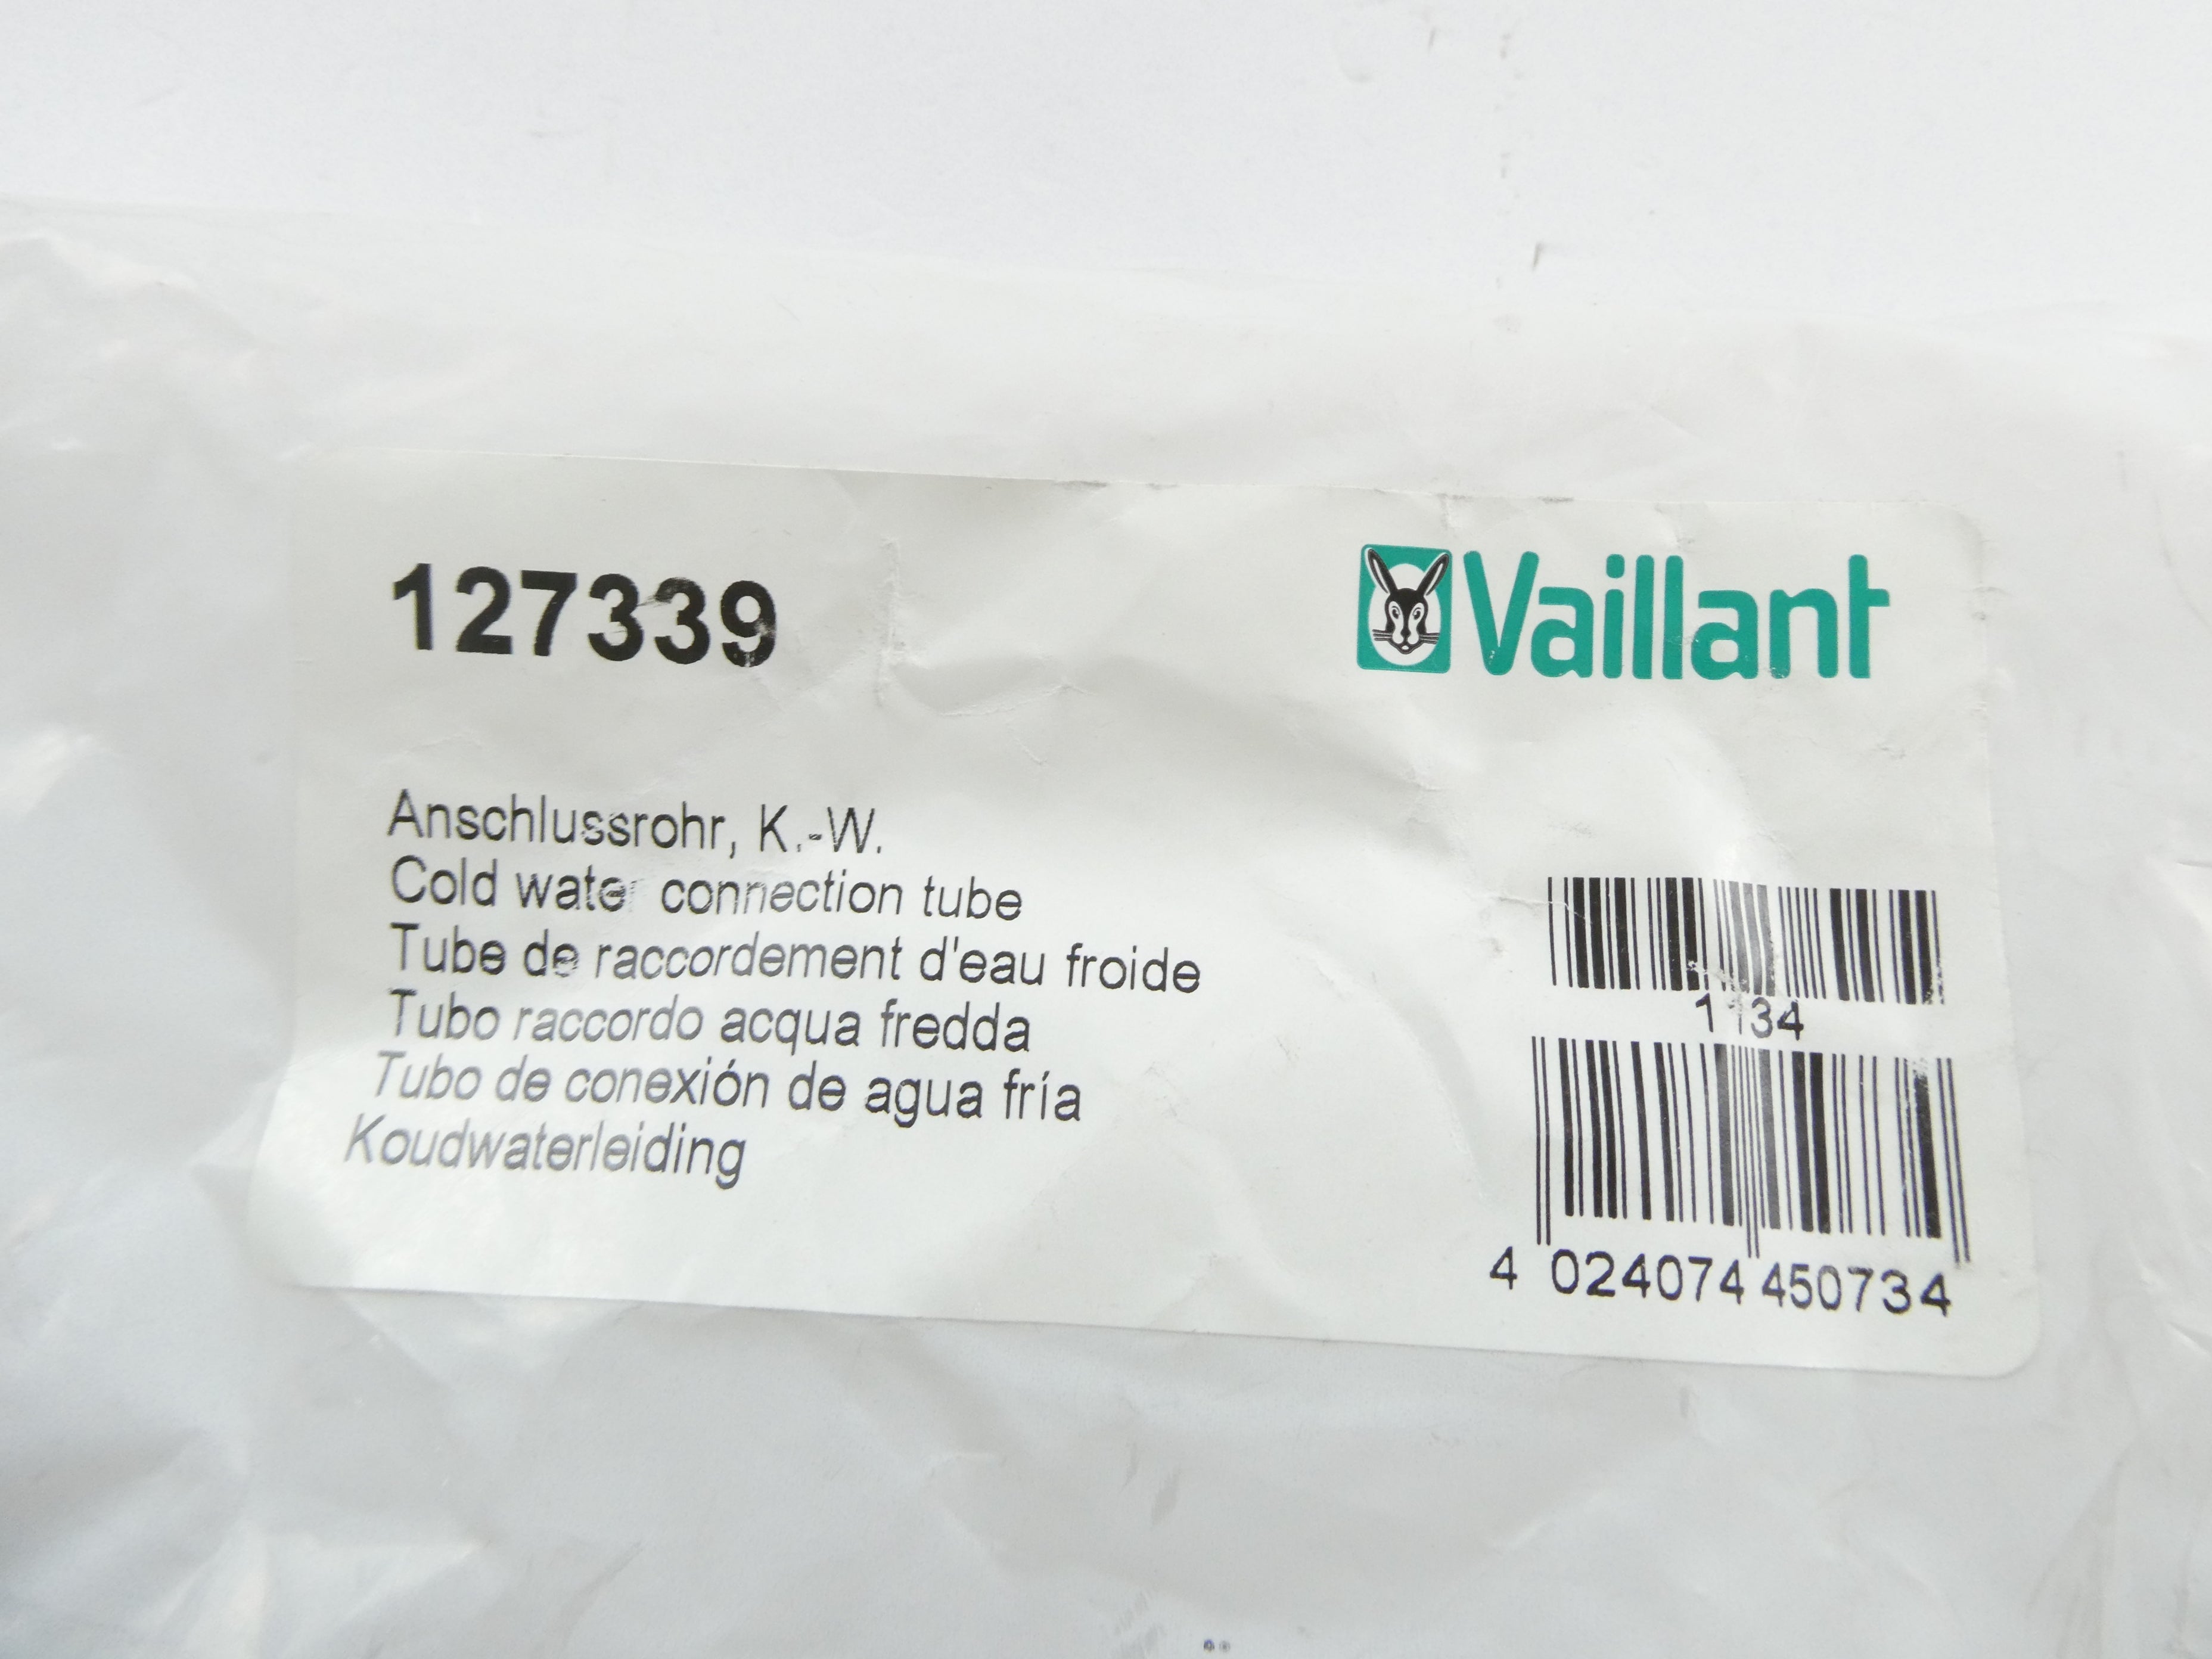 127339
Vaillant
Anschlussrohr, K.-W.
Cold water connection tube
Tube de raccordement d'eau froide
Tubo raccordo acqua fredda
Tubo de conexión de agua fría
Koudwaterleiding
4 024074 450734